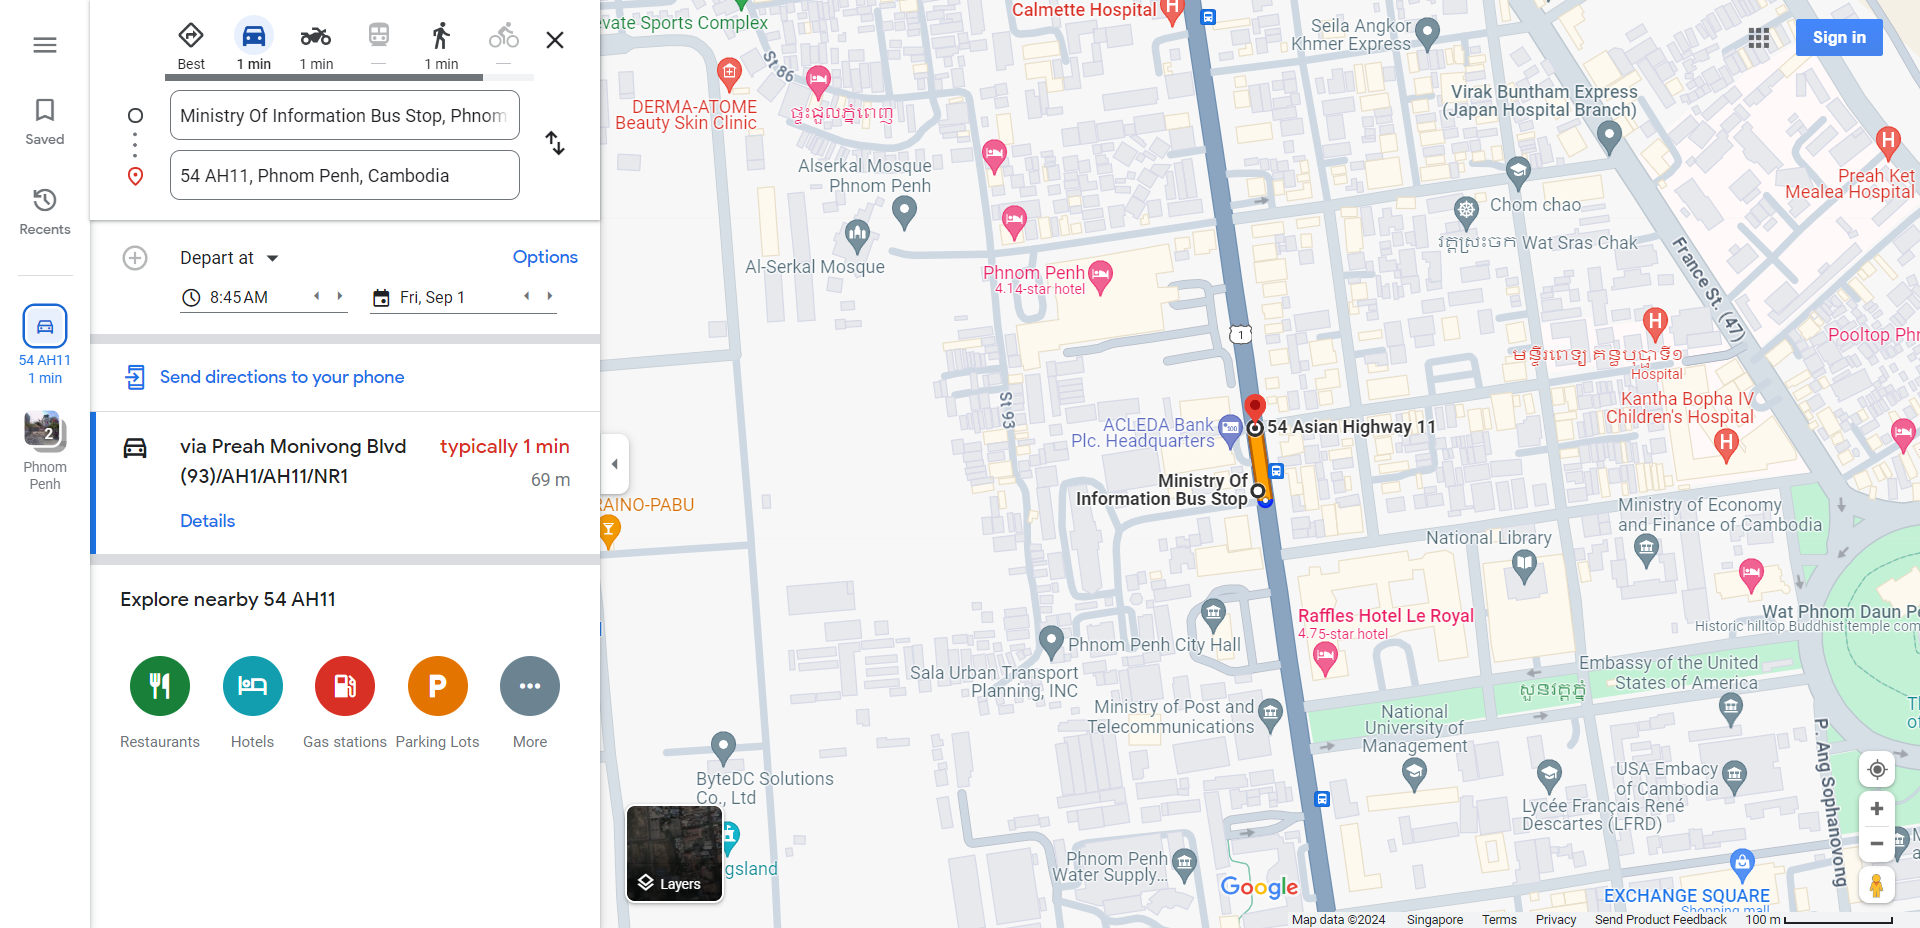 Saved
Recents
54 AH11
1 min
2
Phnom
Penh
Best
1 min
1 min
—
1 min
—
Ministry Of Information Bus Stop, Phnom
54 AH11, Phnom Penh, Cambodia
Depart at
Options
8:45 AM
Fri, Sep 1
Send directions to your phone
via Preah Monivong Blvd
(93)/AH1/AH11/NR1
typically 1 min
69 m
Details
Explore nearby 54 AH11
Restaurants
Hotels
Gas stations
Parking Lots
More
Sign in
vate Sports Complex
Calmette Hospital
Seila Angkor
Khmer Express
St 86
DERMA-ATOME
Beauty Skin Clinic
ផ្ទះជួលភ្នំពេញ
Virak Buntham Express
(Japan Hospital Branch)
Preah Ket
Mealea Hospital
Alserkal Mosque
Phnom Penh
Al-Serkal Mosque
Chom chao
វត្តស្រះចក Wat Sras Chak
France St. (47)
Phnom Penh
4.1 4-star hotel
1
Pooltop Phn
មន្ទីរពេទ្យ គន្ធបុប្ផាទី១
Hospital
Kantha Bopha IV
Children's Hospital
St 93
ACLEDA Bank
Plc. Headquarters
54 Asian Highway 11
Ministry Of
Information Bus Stop
RAINO-PABU
Ministry of Economy
and Finance of Cambodia
National Library
Raffles Hotel Le Royal
4.7 5-star hotel
Wat Phnom Daun Pe
Historic hilltop Buddhist temple com
Phnom Penh City Hall
Sala Urban Transport
Planning, INC
Embassy of the United
States of America
សួនវត្តភ្នំ
Ministry of Post and
Telecommunications
National
University of
Management
P. Ang Sophanovong
ByteDC Solutions
Co., Ltd
USA Embacy
of Cambodia
Lycée Français René
Descartes (LFRD)
gsland
Layers
Phnom Penh
Water Supply...
Google
EXCHANGE SQUARE
Shopping mall
Map data ©2024
Singapore
Terms
Privacy
Send Product Feedback
100 m